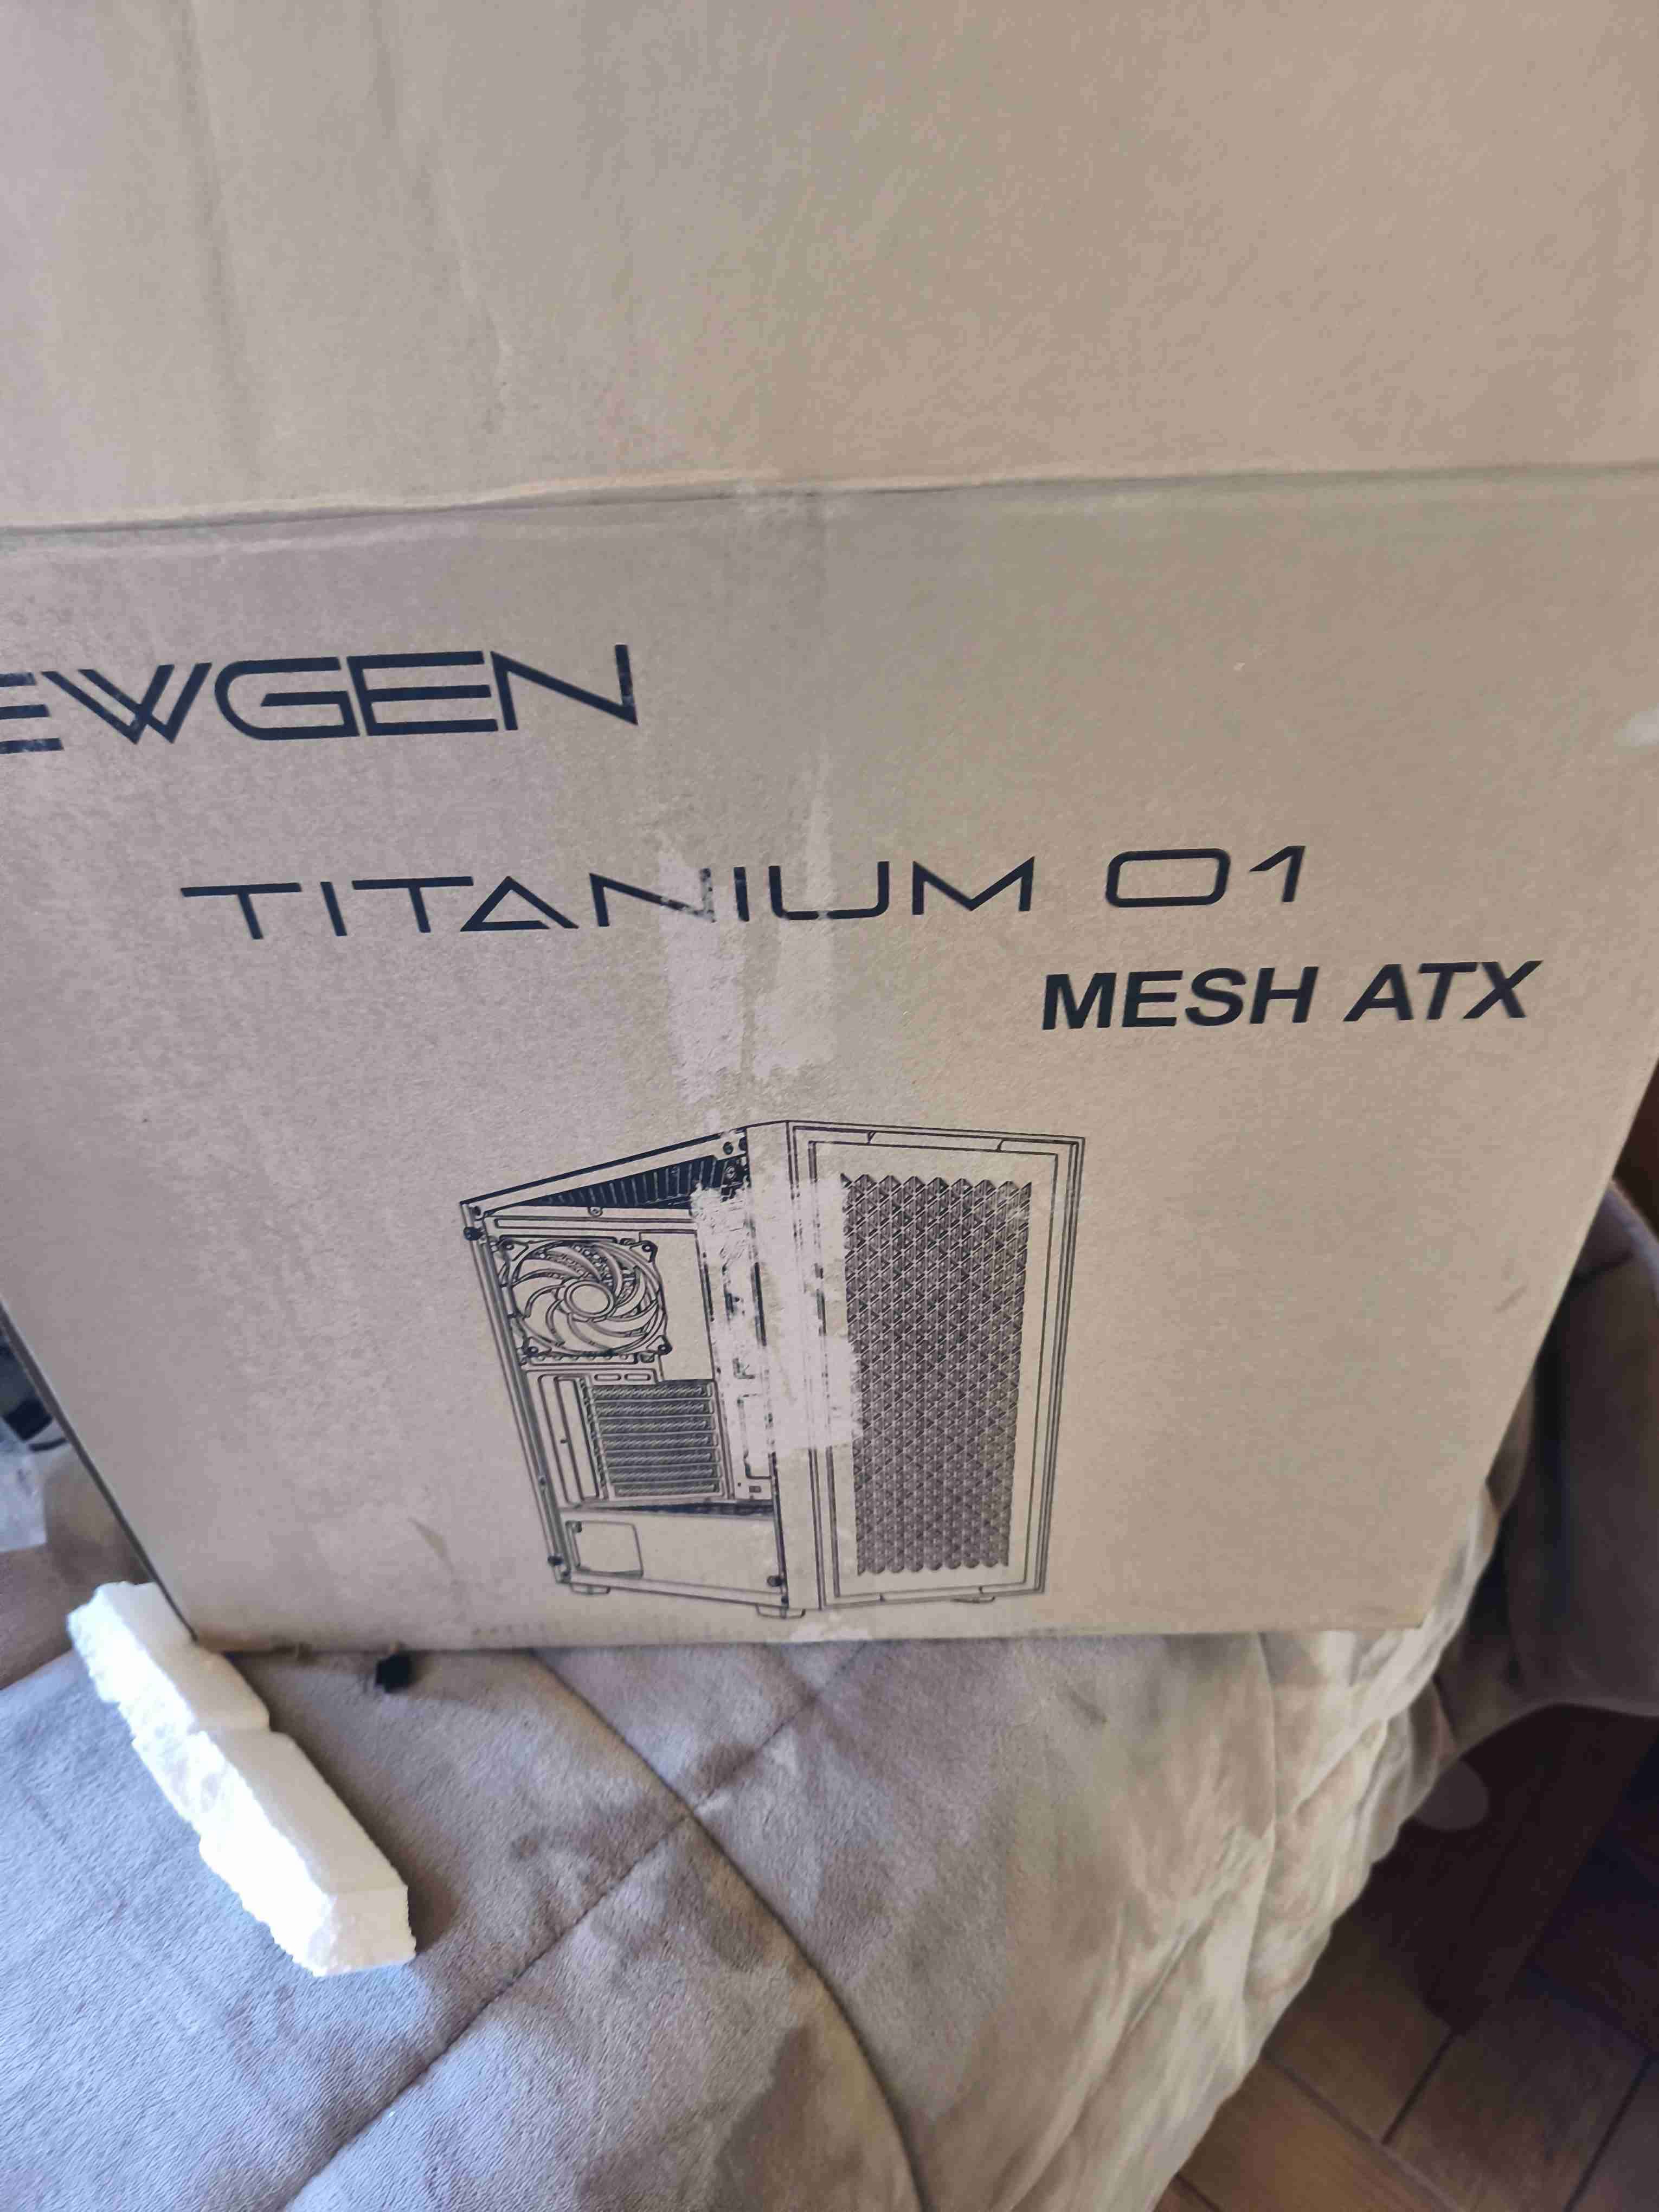 EWGEN
TITANIUM 01
MESH ATX